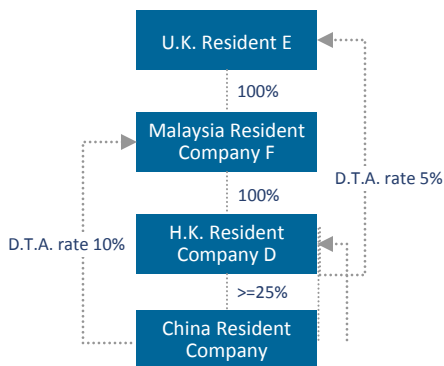 U.K. Resident E
100%
Malaysia Resident
Company F
D.T.A. rate 5%
100%
H.K. Resident
Company D
D.T.A. rate 10%
>=25%
China Resident
Company